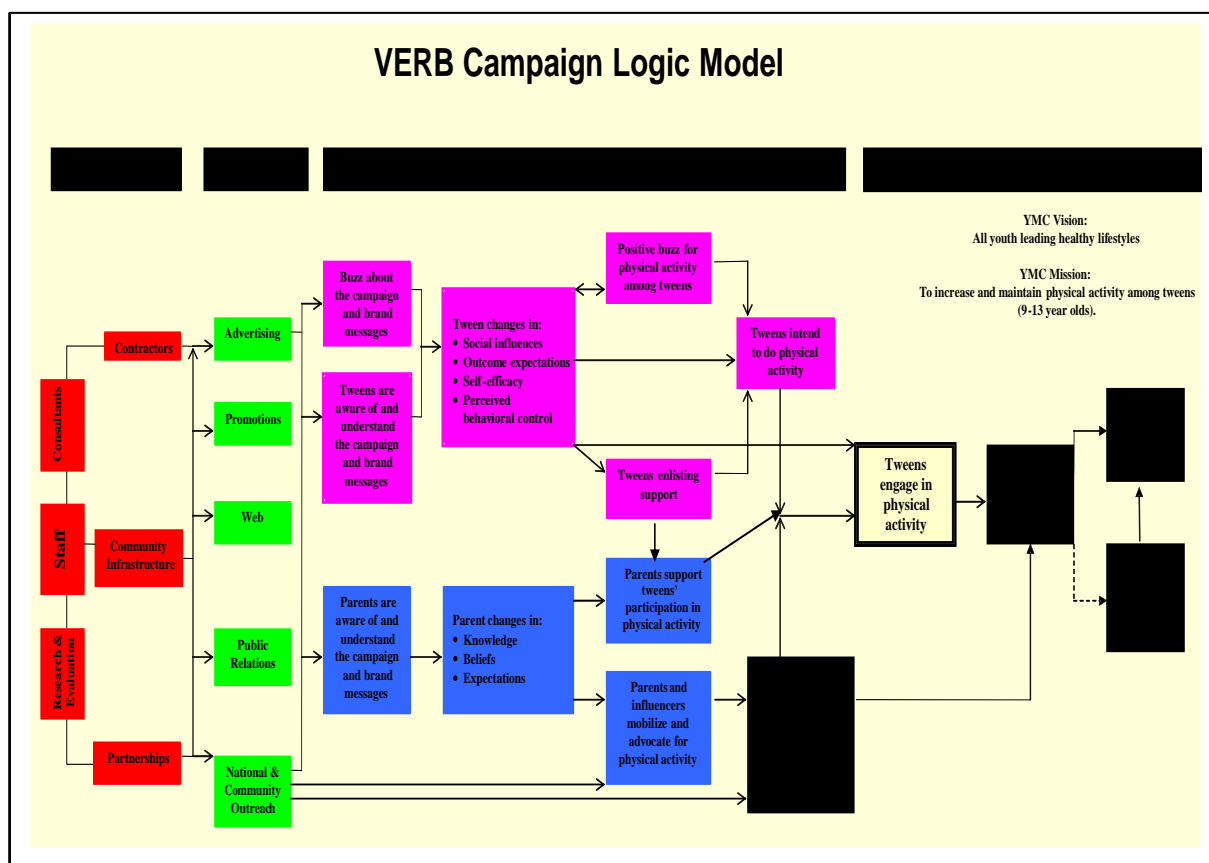 VERB Campaign Logic Model
YMC Vision:
All youth leading healthy lifestyles
YMC Mission:
To increase and maintain physical activity among tweens
(9-13 year olds).
Consultants
Staff
Research &
Evaluation
Contractors
Community
Infrastructure
Partnerships
Advertising
Promotions
Web
Public
Relations
National &
Community
Outreach
Buzz about
the campaign
and brand
messages
Tweens are
aware of and
understand
the campaign
and brand
messages
Parents are
aware of and
understand
the campaign
and brand
messages
Tween changes in:
• Social influences
• Outcome expectations
• Self-efficacy
• Perceived
behavioral control
Parent changes in:
• Knowledge
• Beliefs
• Expectations
Positive buzz for
physical activity
among tweens
Tweens enlisting
support
Parents support
tweens'
participation in
physical activity
Parents and
influencers
mobilize and
advocate for
physical activity
Tweens intend
to do physical
activity
Tweens
engage in
physical
activity